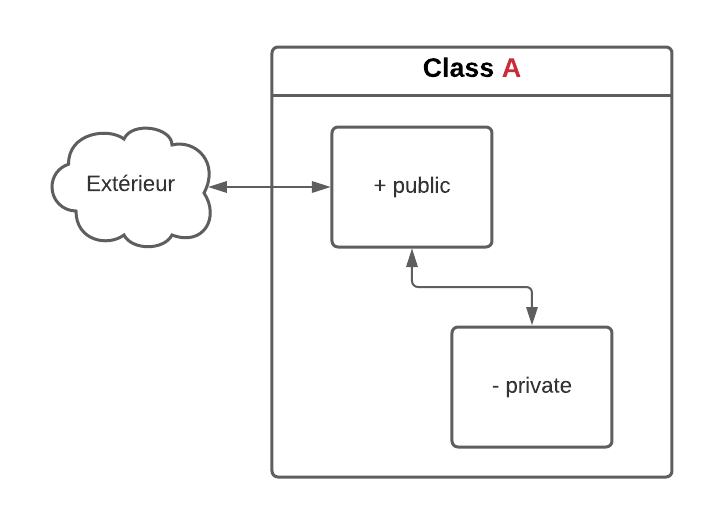 Class A
Extérieur
+ public
- private